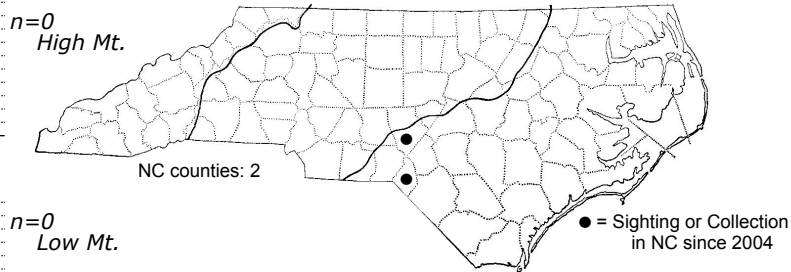 n=0
High Mt.
NC counties: 2
n=0
Low Mt.
● = Sighting or Collection
in NC since 2004